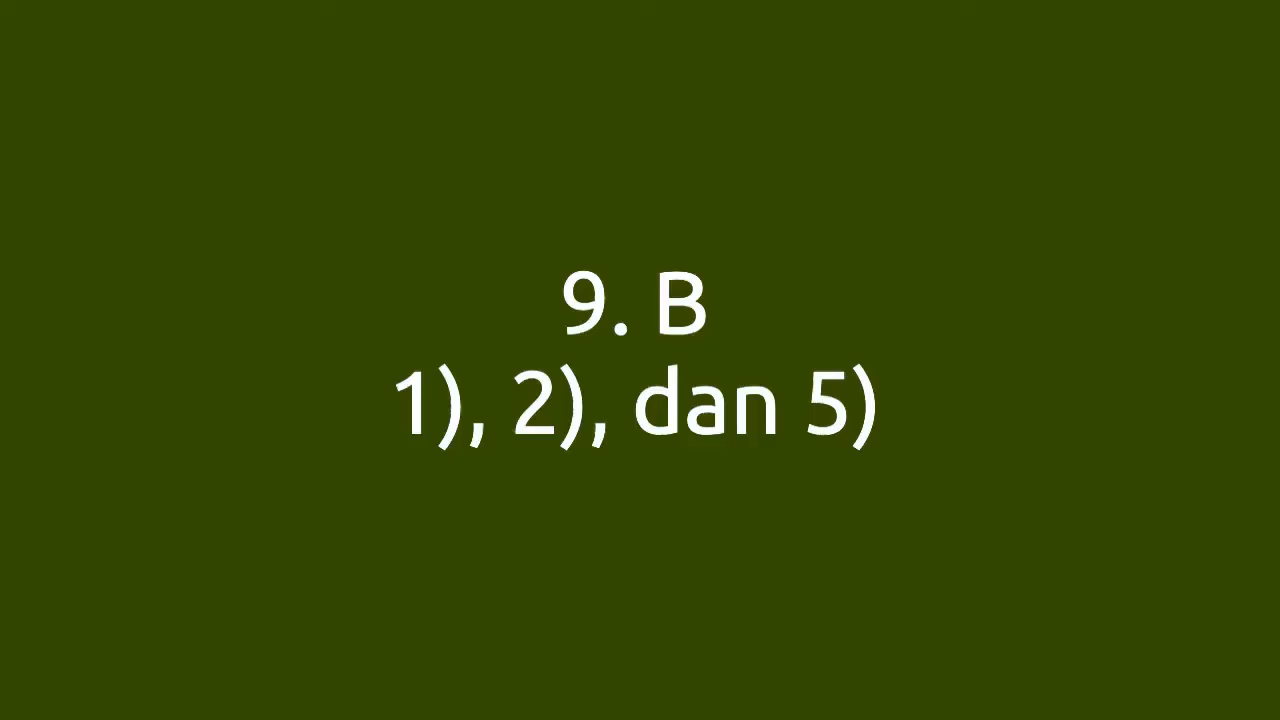 9. B
1), 2), dan 5)